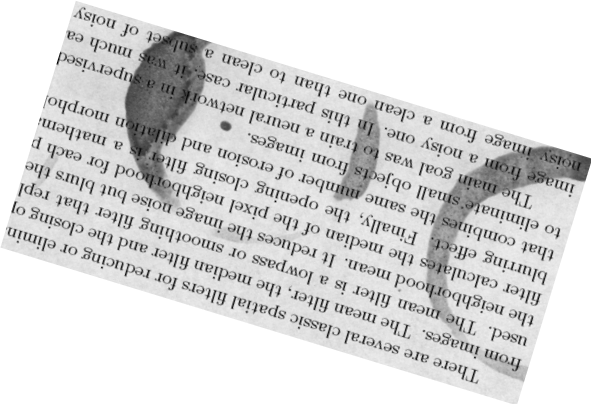 There are several classic spatial filters for reducing or elimin
from images. The mean filter, the median filter and the closing o
used. The mean filter is a lowpass or smoothing filter that repl
the neighborhood mean. It reduces the image noise but blurs the
filter calculates the median of the pixel neighborhood for each p
blurring effect. Finally, the opening closing filter is a mathem
that combines the same number of erosion and dilation morphol
to eliminate small objects from images.
The main goal was to train a neural network in a supervised
image from a noisy one. In this particular case, it was much ea
noisy image from a clean one than to clean a subset of noisy